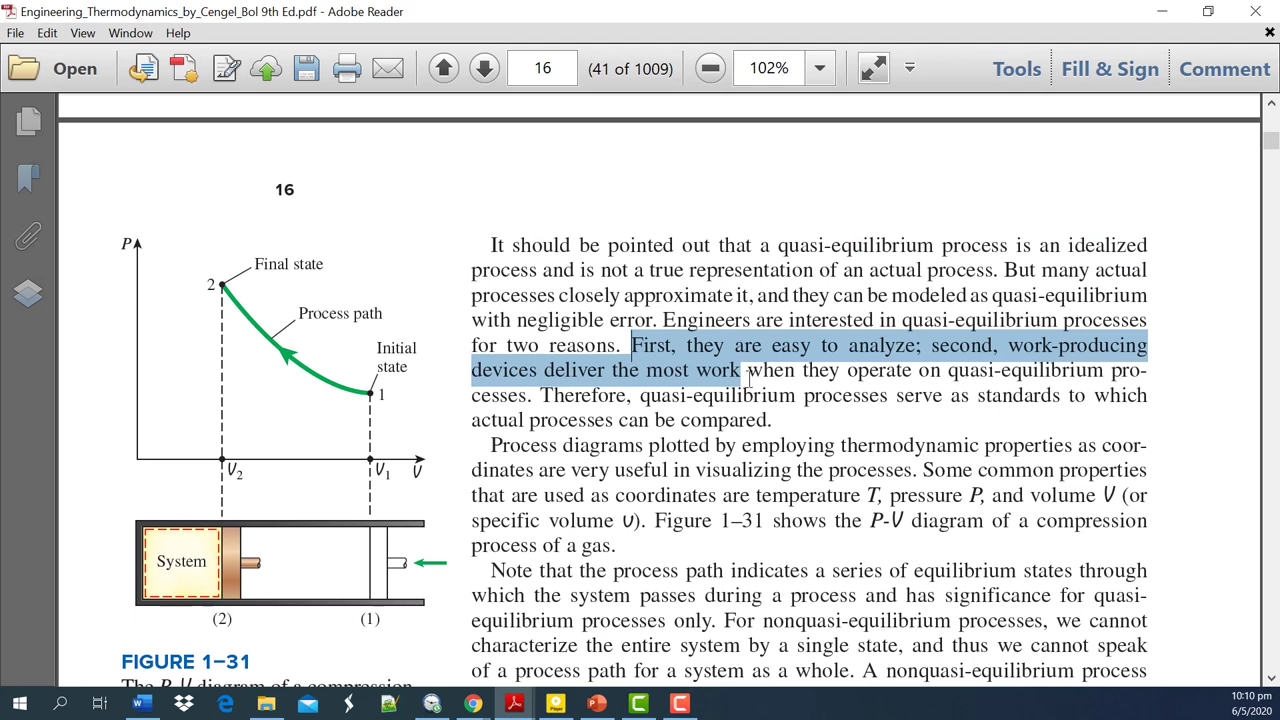 Engineering_Thermodynamics_by_Cengel_Bol 9th Ed.pdf - Adobe Reader
File Edit View Window Help
Open 16 (41 of 1009) 102% Tools Fill & Sign Comment
16
P
Final state
2
Process path
Initial
state
1
V2 V1 V
System
(2) (1)
FIGURE 1–31
The P-V diagram of a compression
It should be pointed out that a quasi-equilibrium process is an idealized
process and is not a true representation of an actual process. But many actual
processes closely approximate it, and they can be modeled as quasi-equilibrium
with negligible error. Engineers are interested in quasi-equilibrium processes
for two reasons. First, they are easy to analyze; second, work-producing
devices deliver the most work when they operate on quasi-equilibrium pro-
cesses. Therefore, quasi-equilibrium processes serve as standards to which
actual processes can be compared.
Process diagrams plotted by employing thermodynamic properties as coor-
dinates are very useful in visualizing the processes. Some common properties
that are used as coordinates are temperature T, pressure P, and volume V (or
specific volume υ). Figure 1–31 shows the P-V diagram of a compression
process of a gas.
Note that the process path indicates a series of equilibrium states through
which the system passes during a process and has significance for quasi-
equilibrium processes only. For nonquasi-equilibrium processes, we cannot
characterize the entire system by a single state, and thus we cannot speak
of a process path for a system as a whole. A nonquasi-equilibrium process
10:10 pm
6/5/2020